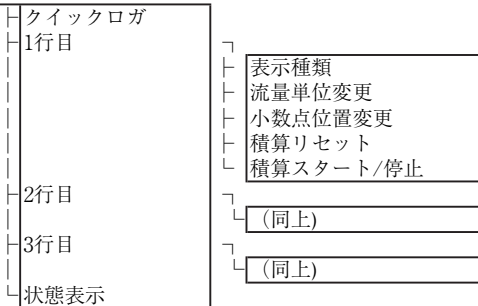 クイックロガ
1行目
表示種類
流量単位変更
小数点位置変更
積算リセット
積算スタート/停止
2行目
（同上)
3行目
（同上)
状態表示